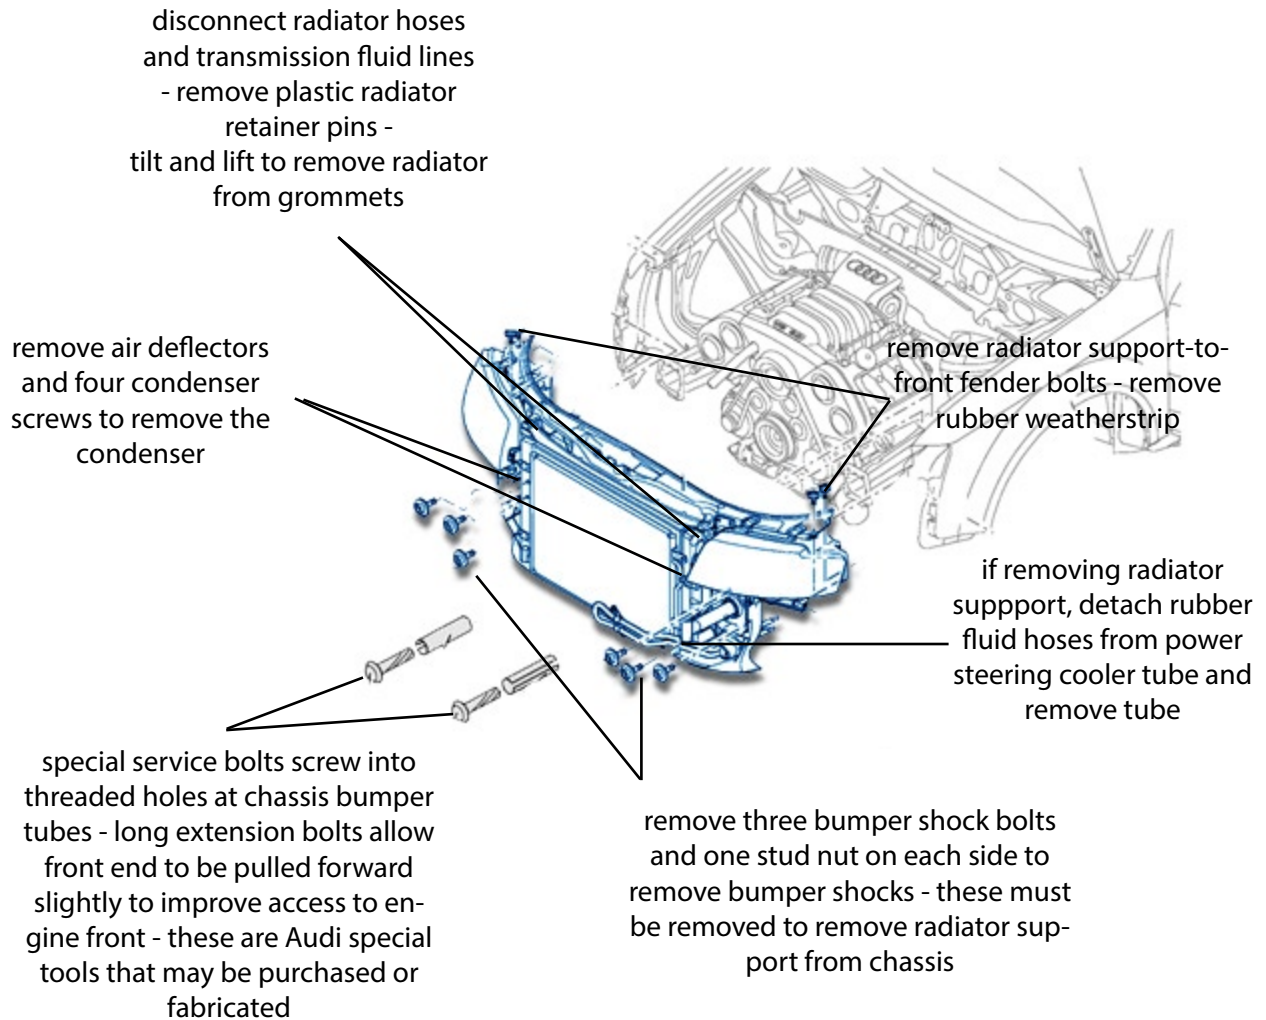 disconnect radiator hoses
and transmission fluid lines
- remove plastic radiator
retainer pins -
tilt and lift to remove radiator
from grommets
remove air deflectors
and four condenser
screws to remove the
condenser
remove radiator support-to-
front fender bolts - remove
rubber weatherstrip
if removing radiator
suppport, detach rubber
fluid hoses from power
steering cooler tube and
remove tube
special service bolts screw into
threaded holes at chassis bumper
tubes - long extension bolts allow
front end to be pulled forward
slightly to improve access to en-
gine front - these are Audi special
tools that may be purchased or
fabricated
remove three bumper shock bolts
and one stud nut on each side to
remove bumper shocks - these must
be removed to remove radiator sup-
port from chassis